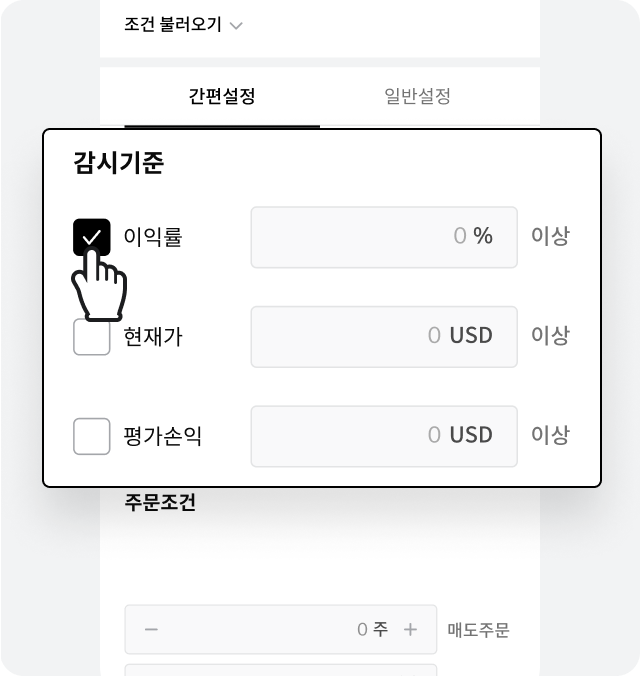 조건 불러오기
간편설정 일반설정
감시기준
이익률 0 % 이상
현재가 0 USD 이상
평가손익 0 USD 이상
주문조건
− 0 주 + 매도주문